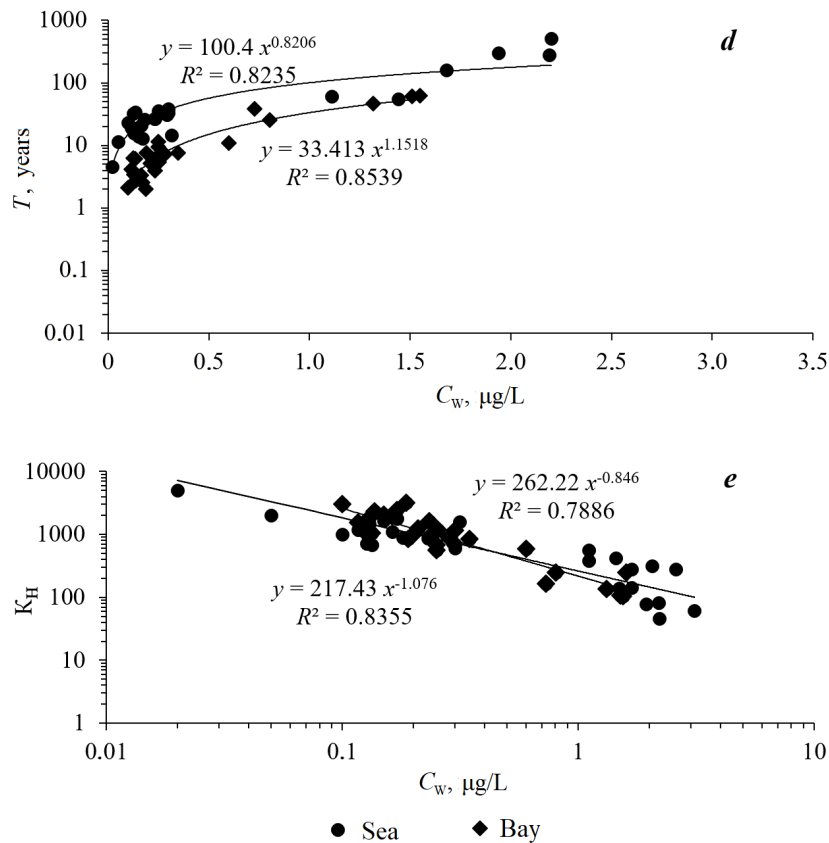 1000
y = 100.4 x^0.8206
d
R² = 0.8235
100
T, years
10
y = 33.413 x^1.1518
R² = 0.8539
1
0.1
0.01
0 0.5 1.0 1.5 2.0 2.5 3.0 3.5
C_W, µg/L
10000
y = 262.22 x^-0.846
e
R² = 0.7886
1000
K_H
100
y = 217.43 x^-1.076
R² = 0.8355
10
1
0.01 0.1 1 10
C_W, µg/L
Sea Bay